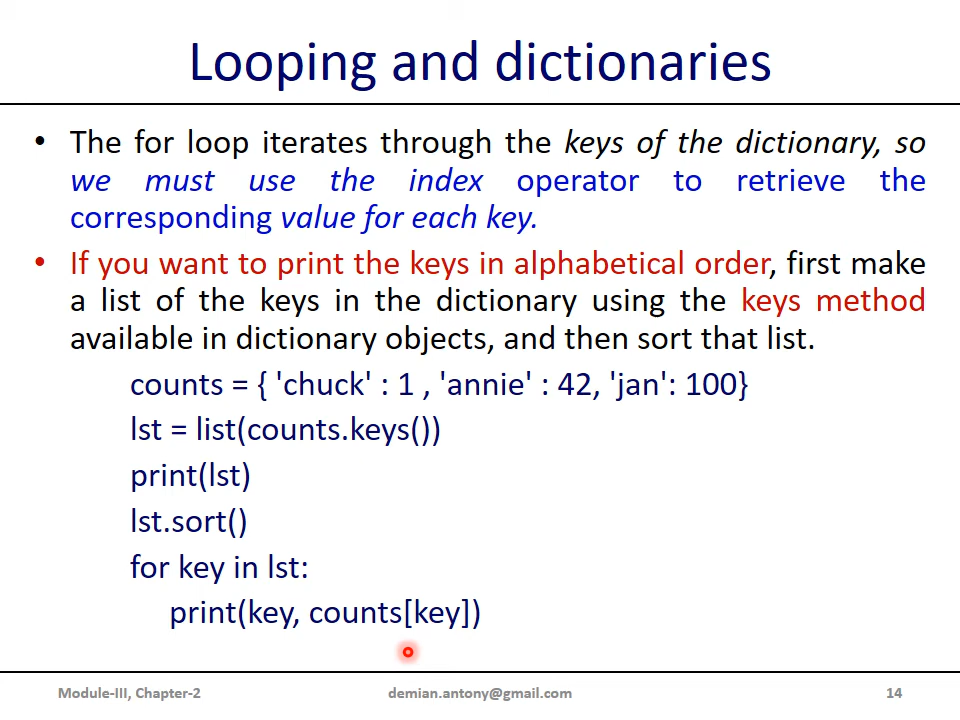 Looping and dictionaries
• The for loop iterates through the keys of the dictionary, so
we must use the index operator to retrieve the
corresponding value for each key.
• If you want to print the keys in alphabetical order, first make
a list of the keys in the dictionary using the keys method
available in dictionary objects, and then sort that list.
counts = { 'chuck' : 1 , 'annie' : 42, 'jan': 100}
lst = list(counts.keys())
print(lst)
lst.sort()
for key in lst:
print(key, counts[key])
Module-III, Chapter-2 demian.antony@gmail.com 14